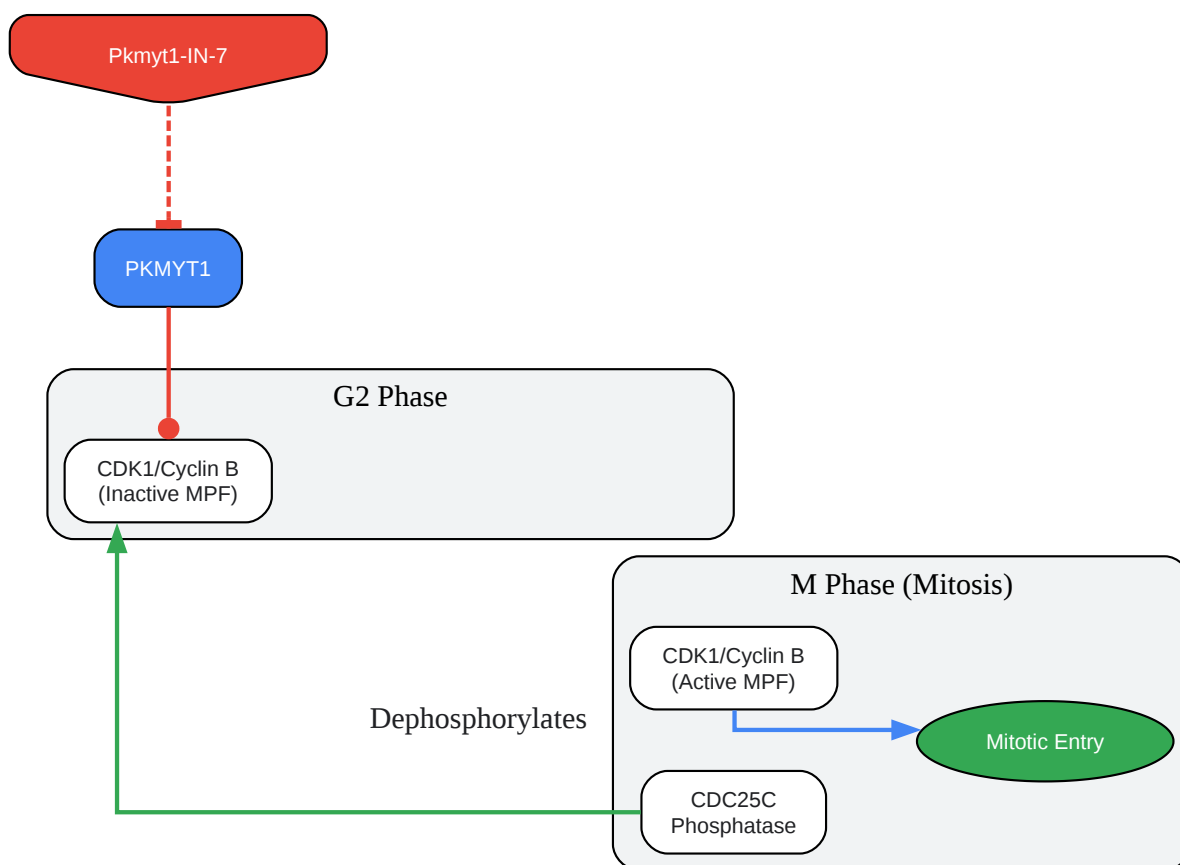 Pkmyt1-IN-7
PKMYT1
G2 Phase
CDK1/Cyclin B
(Inactive MPF)
M Phase (Mitosis)
CDK1/Cyclin B
(Active MPF)
Dephosphorylates
Mitotic Entry
CDC25C
Phosphatase